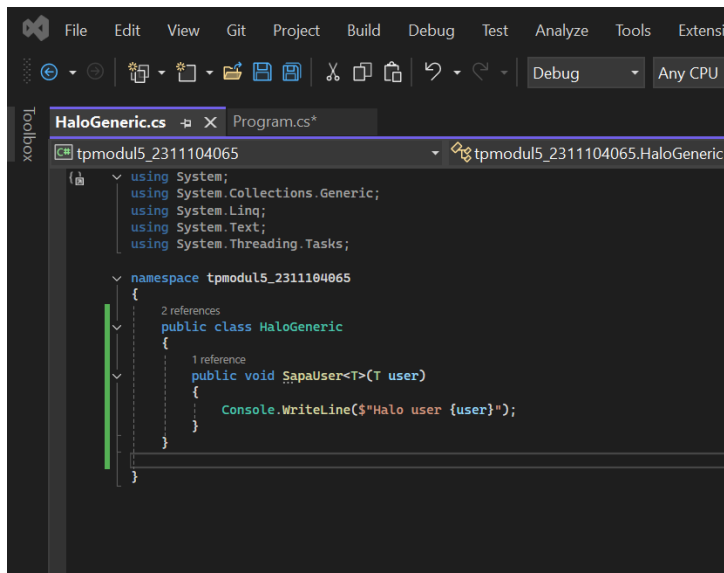 File Edit View Git Project Build Debug Test Analyze Tools Extensi
Debug Any CPU
Toolbox
HaloGeneric.cs Program.cs*
C# tpmodul5_2311104065 tpmodul5_2311104065.HaloGeneric
using System;
using System.Collections.Generic;
using System.Linq;
using System.Text;
using System.Threading.Tasks;
namespace tpmodul5_2311104065
{
2 references
public class HaloGeneric
{
1 reference
public void SapaUser<T>(T user)
{
Console.WriteLine($"Halo user {user}");
}
}
}